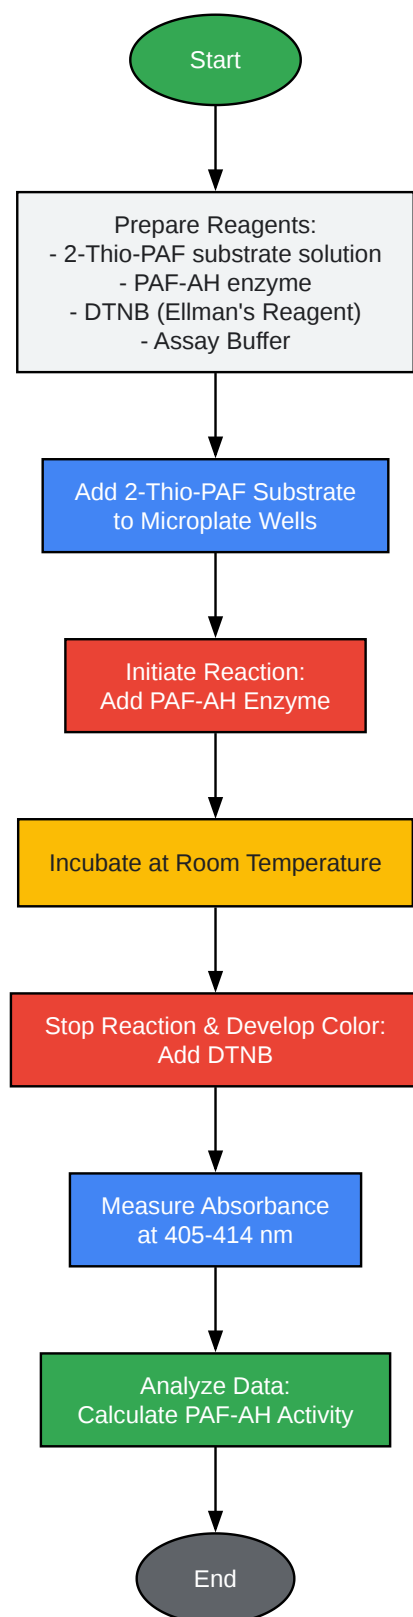 Start
Prepare Reagents:
- 2-Thio-PAF substrate solution
- PAF-AH enzyme
- DTNB (Ellman's Reagent)
- Assay Buffer
Add 2-Thio-PAF Substrate
to Microplate Wells
Initiate Reaction:
Add PAF-AH Enzyme
Incubate at Room Temperature
Stop Reaction & Develop Color:
Add DTNB
Measure Absorbance
at 405-414 nm
Analyze Data:
Calculate PAF-AH Activity
End